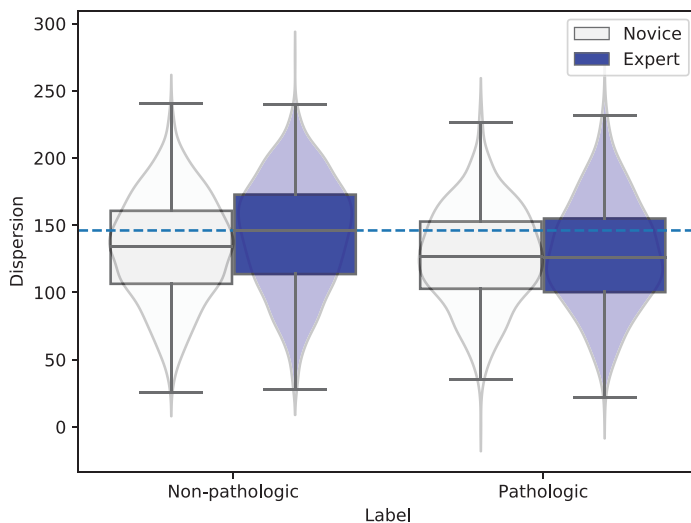 300
250
200
150
100
50
0
Dispersion
Novice
Expert
Non-pathologic
Pathologic
Label